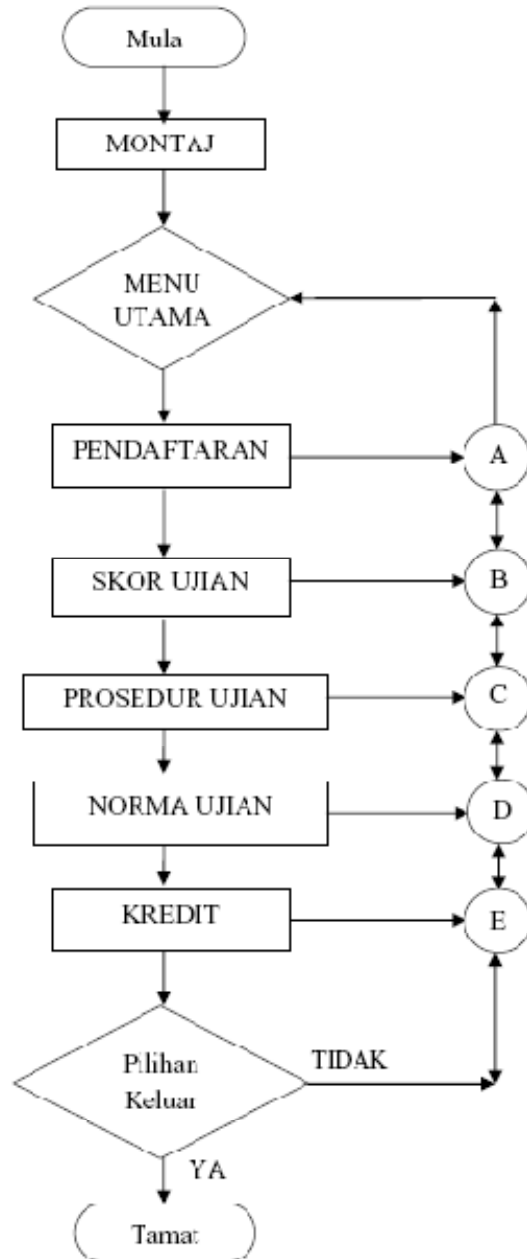 Mula
MONTAJ
MENU
UTAMA
PENDAFTARAN
A
SKOR UJIAN
B
PROSEDUR UJIAN
C
NORMA UJIAN
D
KREDIT
E
Pilihan
Keluar
TIDAK
YA
Tamat